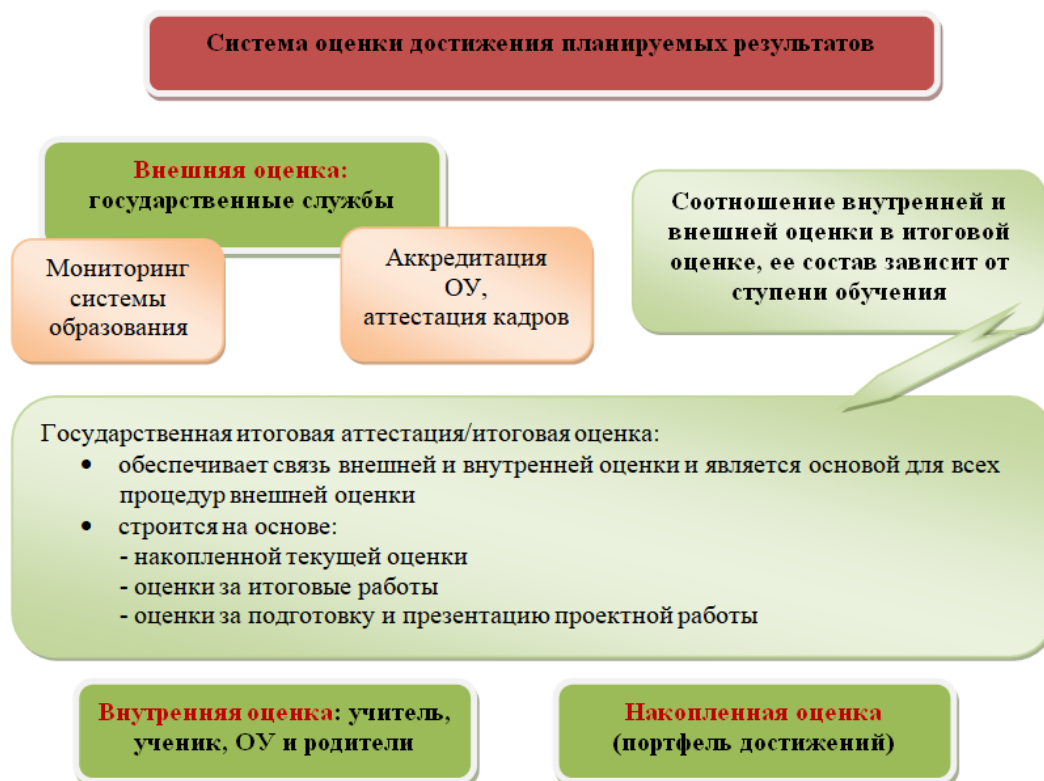 Система оценки достижения планируемых результатов
Внешняя оценка:
государственные службы
Мониторинг
системы
образования
Аккредитация
ОУ,
аттестация кадров
Соотношение внутренней и
внешней оценки в итоговой
оценке, ее состав зависит от
ступени обучения
Государственная итоговая аттестация/итоговая оценка:
• обеспечивает связь внешней и внутренней оценки и является основой для всех
процедур внешней оценки
• строится на основе:
- накопленной текущей оценки
- оценки за итоговые работы
- оценки за подготовку и презентацию проектной работы
Внутренняя оценка: учитель,
ученик, ОУ и родители
Накопленная оценка
(портфель достижений)